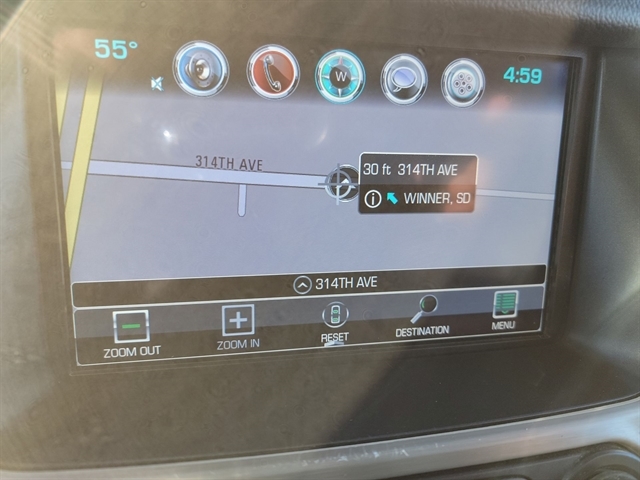 55°
W
4:59
314TH AVE
30 ft 314TH AVE
WINNER, SD
314TH AVE
ZOOM OUT
ZOOM IN
RESET
DESTINATION
MENU